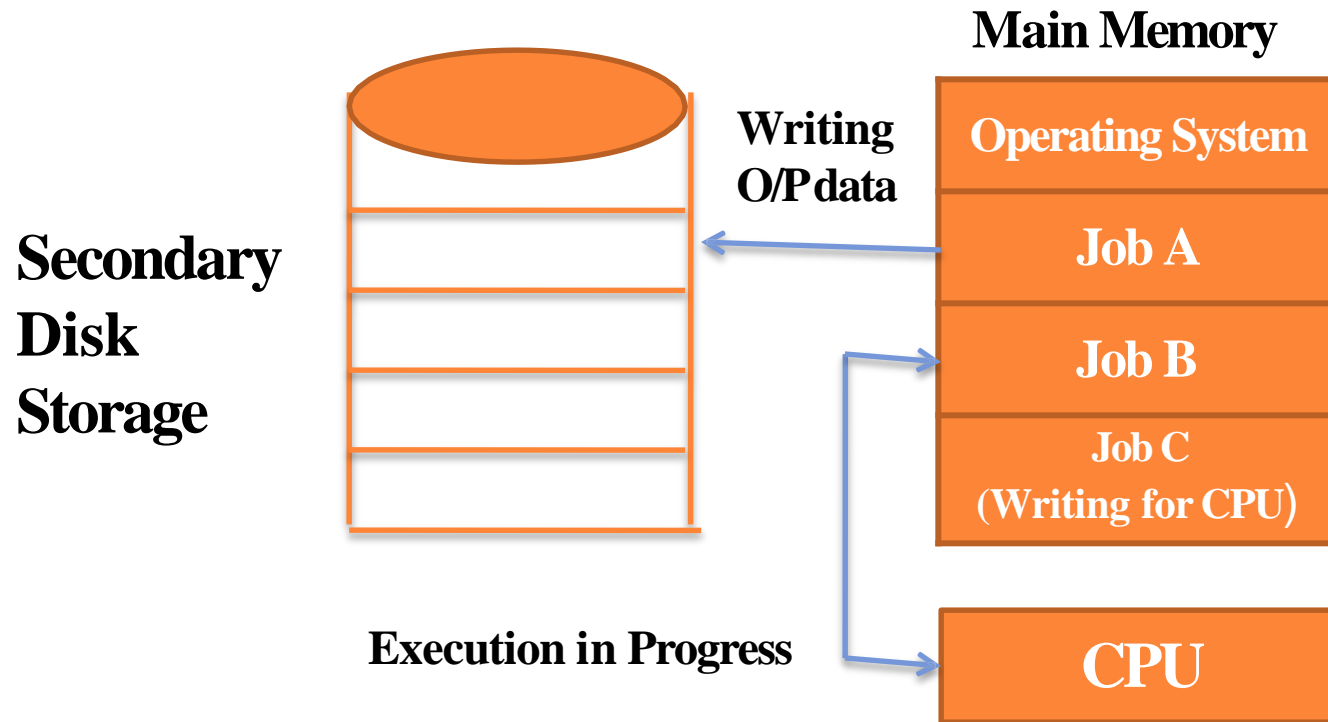 Main Memory
Operating System
Writing
O/P data
Job A
Secondary
Disk
Storage
Job B
Job C
(Writing for CPU)
Execution in Progress
CPU